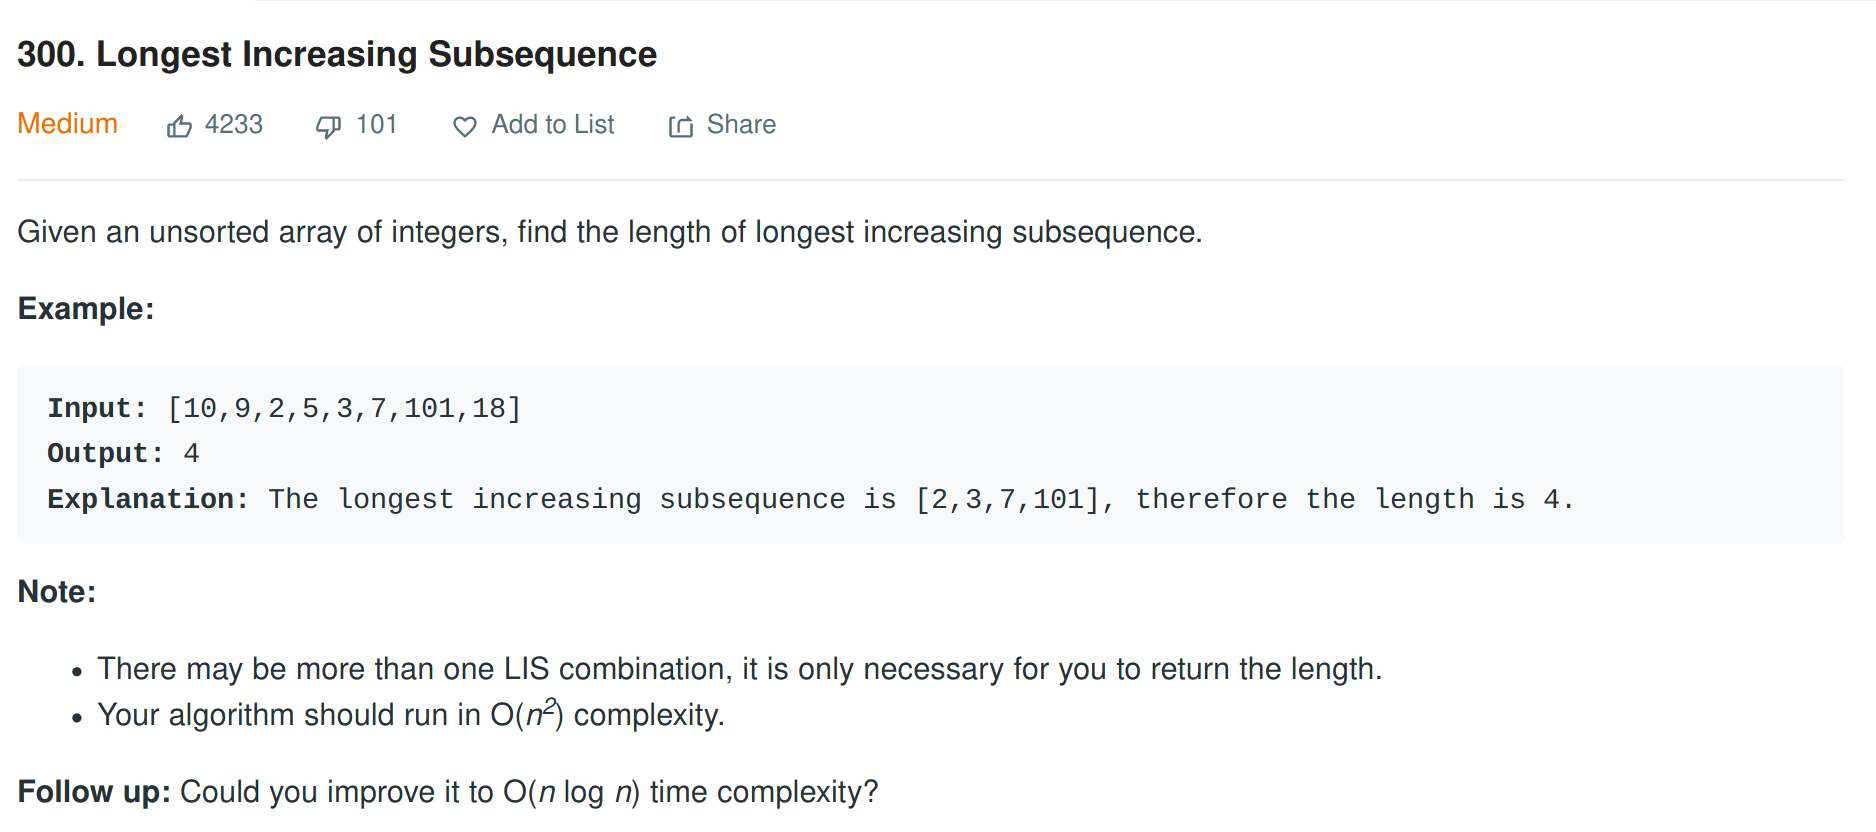 300. Longest Increasing Subsequence
Medium 4233 101 Add to List Share
Given an unsorted array of integers, find the length of longest increasing subsequence.
Example:
Input: [10,9,2,5,3,7,101,18]
Output: 4
Explanation: The longest increasing subsequence is [2,3,7,101], therefore the length is 4.
Note:
• There may be more than one LIS combination, it is only necessary for you to return the length.
• Your algorithm should run in O(n²) complexity.
Follow up: Could you improve it to O(n log n) time complexity?